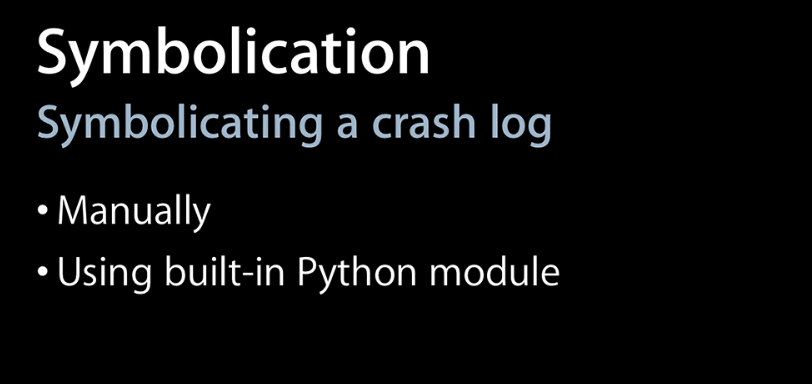 Symbolication
Symbolicating a crash log
• Manually
• Using built-in Python module